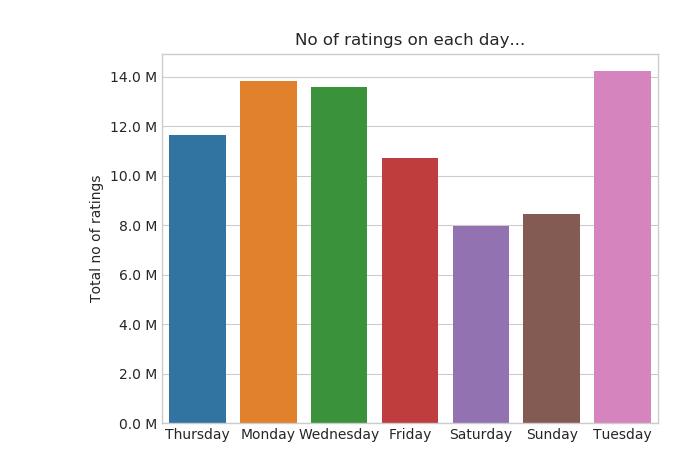 No of ratings on each day...
Total no of ratings
14.0 M
12.0 M
10.0 M
8.0 M
6.0 M
4.0 M
2.0 M
0.0 M
Thursday Monday Wednesday Friday Saturday Sunday Tuesday